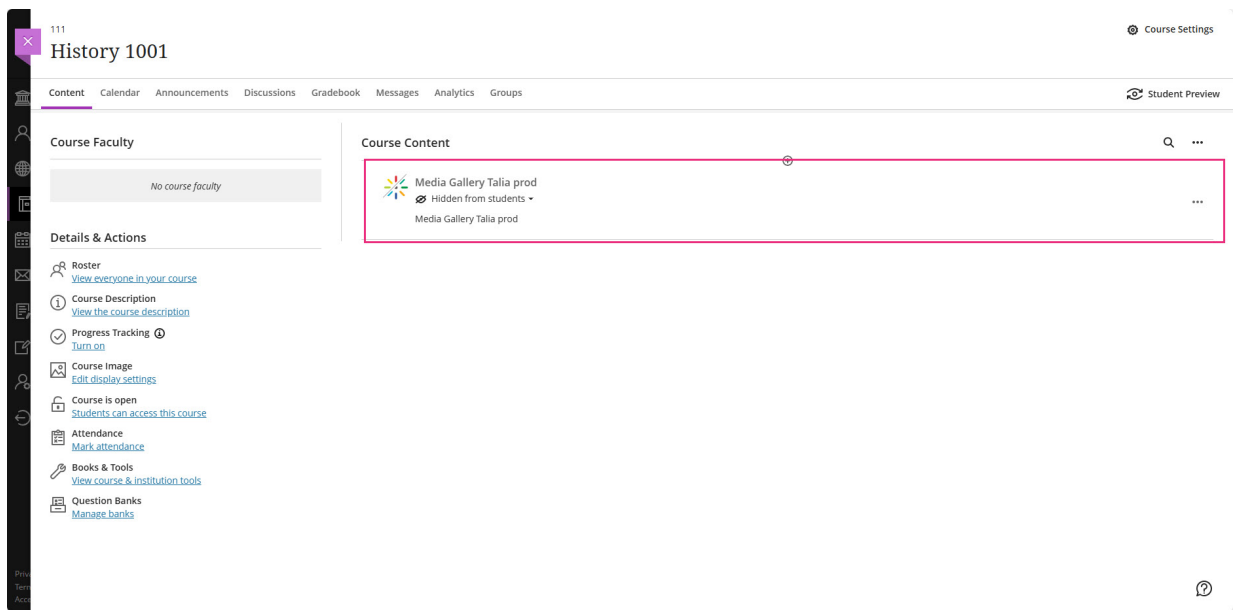 111
History 1001
Course Settings
Content Calendar Announcements Discussions Gradebook Messages Analytics Groups
Student Preview
Course Faculty
No course faculty
Details & Actions
Roster
View everyone in your course
Course Description
View the course description
Progress Tracking
Turn on
Course Image
Edit display settings
Course is open
Students can access this course
Attendance
Mark attendance
Books & Tools
View course & institution tools
Question Banks
Manage banks
Course Content
Media Gallery Talia prod
Hidden from students
Media Gallery Talia prod
Priv
Term
Acce